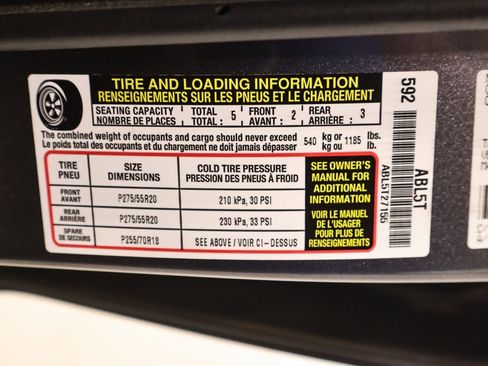 TIRE AND LOADING INFORMATION
RENSEIGNEMENTS SUR LES PNEUS ET LE CHARGEMENT
SEATING CAPACITY TOTAL 5 FRONT 2 REAR 3
NOMBRE DE PLACES TOTAL : 5 AVANT : 2 ARRIÈRE : 3
The combined weight of occupants and cargo should never exceed 540 kg or 1185 lbs.
Le poids total des occupants et du chargement ne doit jamais dépasser kg ou lb.
TIRE SIZE COLD TIRE PRESSURE
PNEU DIMENSIONS PRESSION DES PNEUS À FROID
FRONT
AVANT P275/55R20 210 kPa, 30 PSI
REAR
ARRIÈRE P275/55R20 230 kPa, 33 PSI
SPARE
DE SECOURS P255/70R18 SEE ABOVE / VOIR CI-DESSUS
SEE OWNER'S
MANUAL FOR
ADDITIONAL
INFORMATION
VOIR LE MANUEL
DE L'USAGER
POUR PLUS DE
RENSEIGNEMENTS
592
ABL5T27155
ABL5T